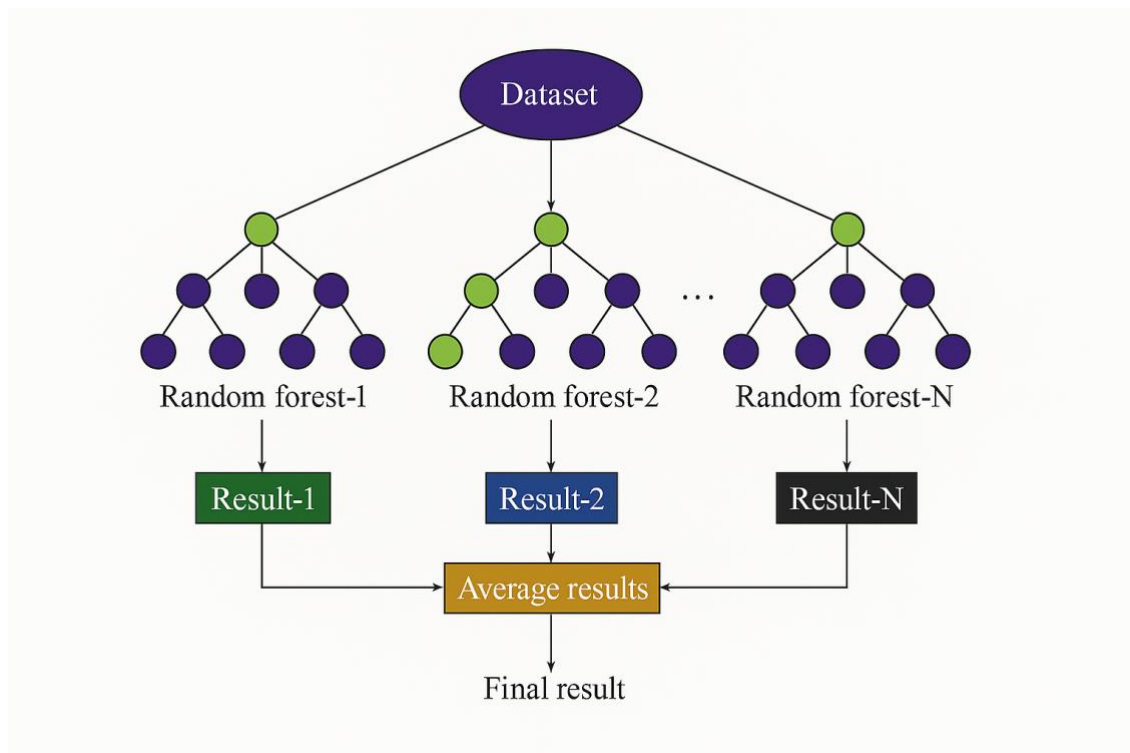 Dataset
...
Random forest-1
Random forest-2
Random forest-N
Result-1
Result-2
Result-N
Average results
Final result